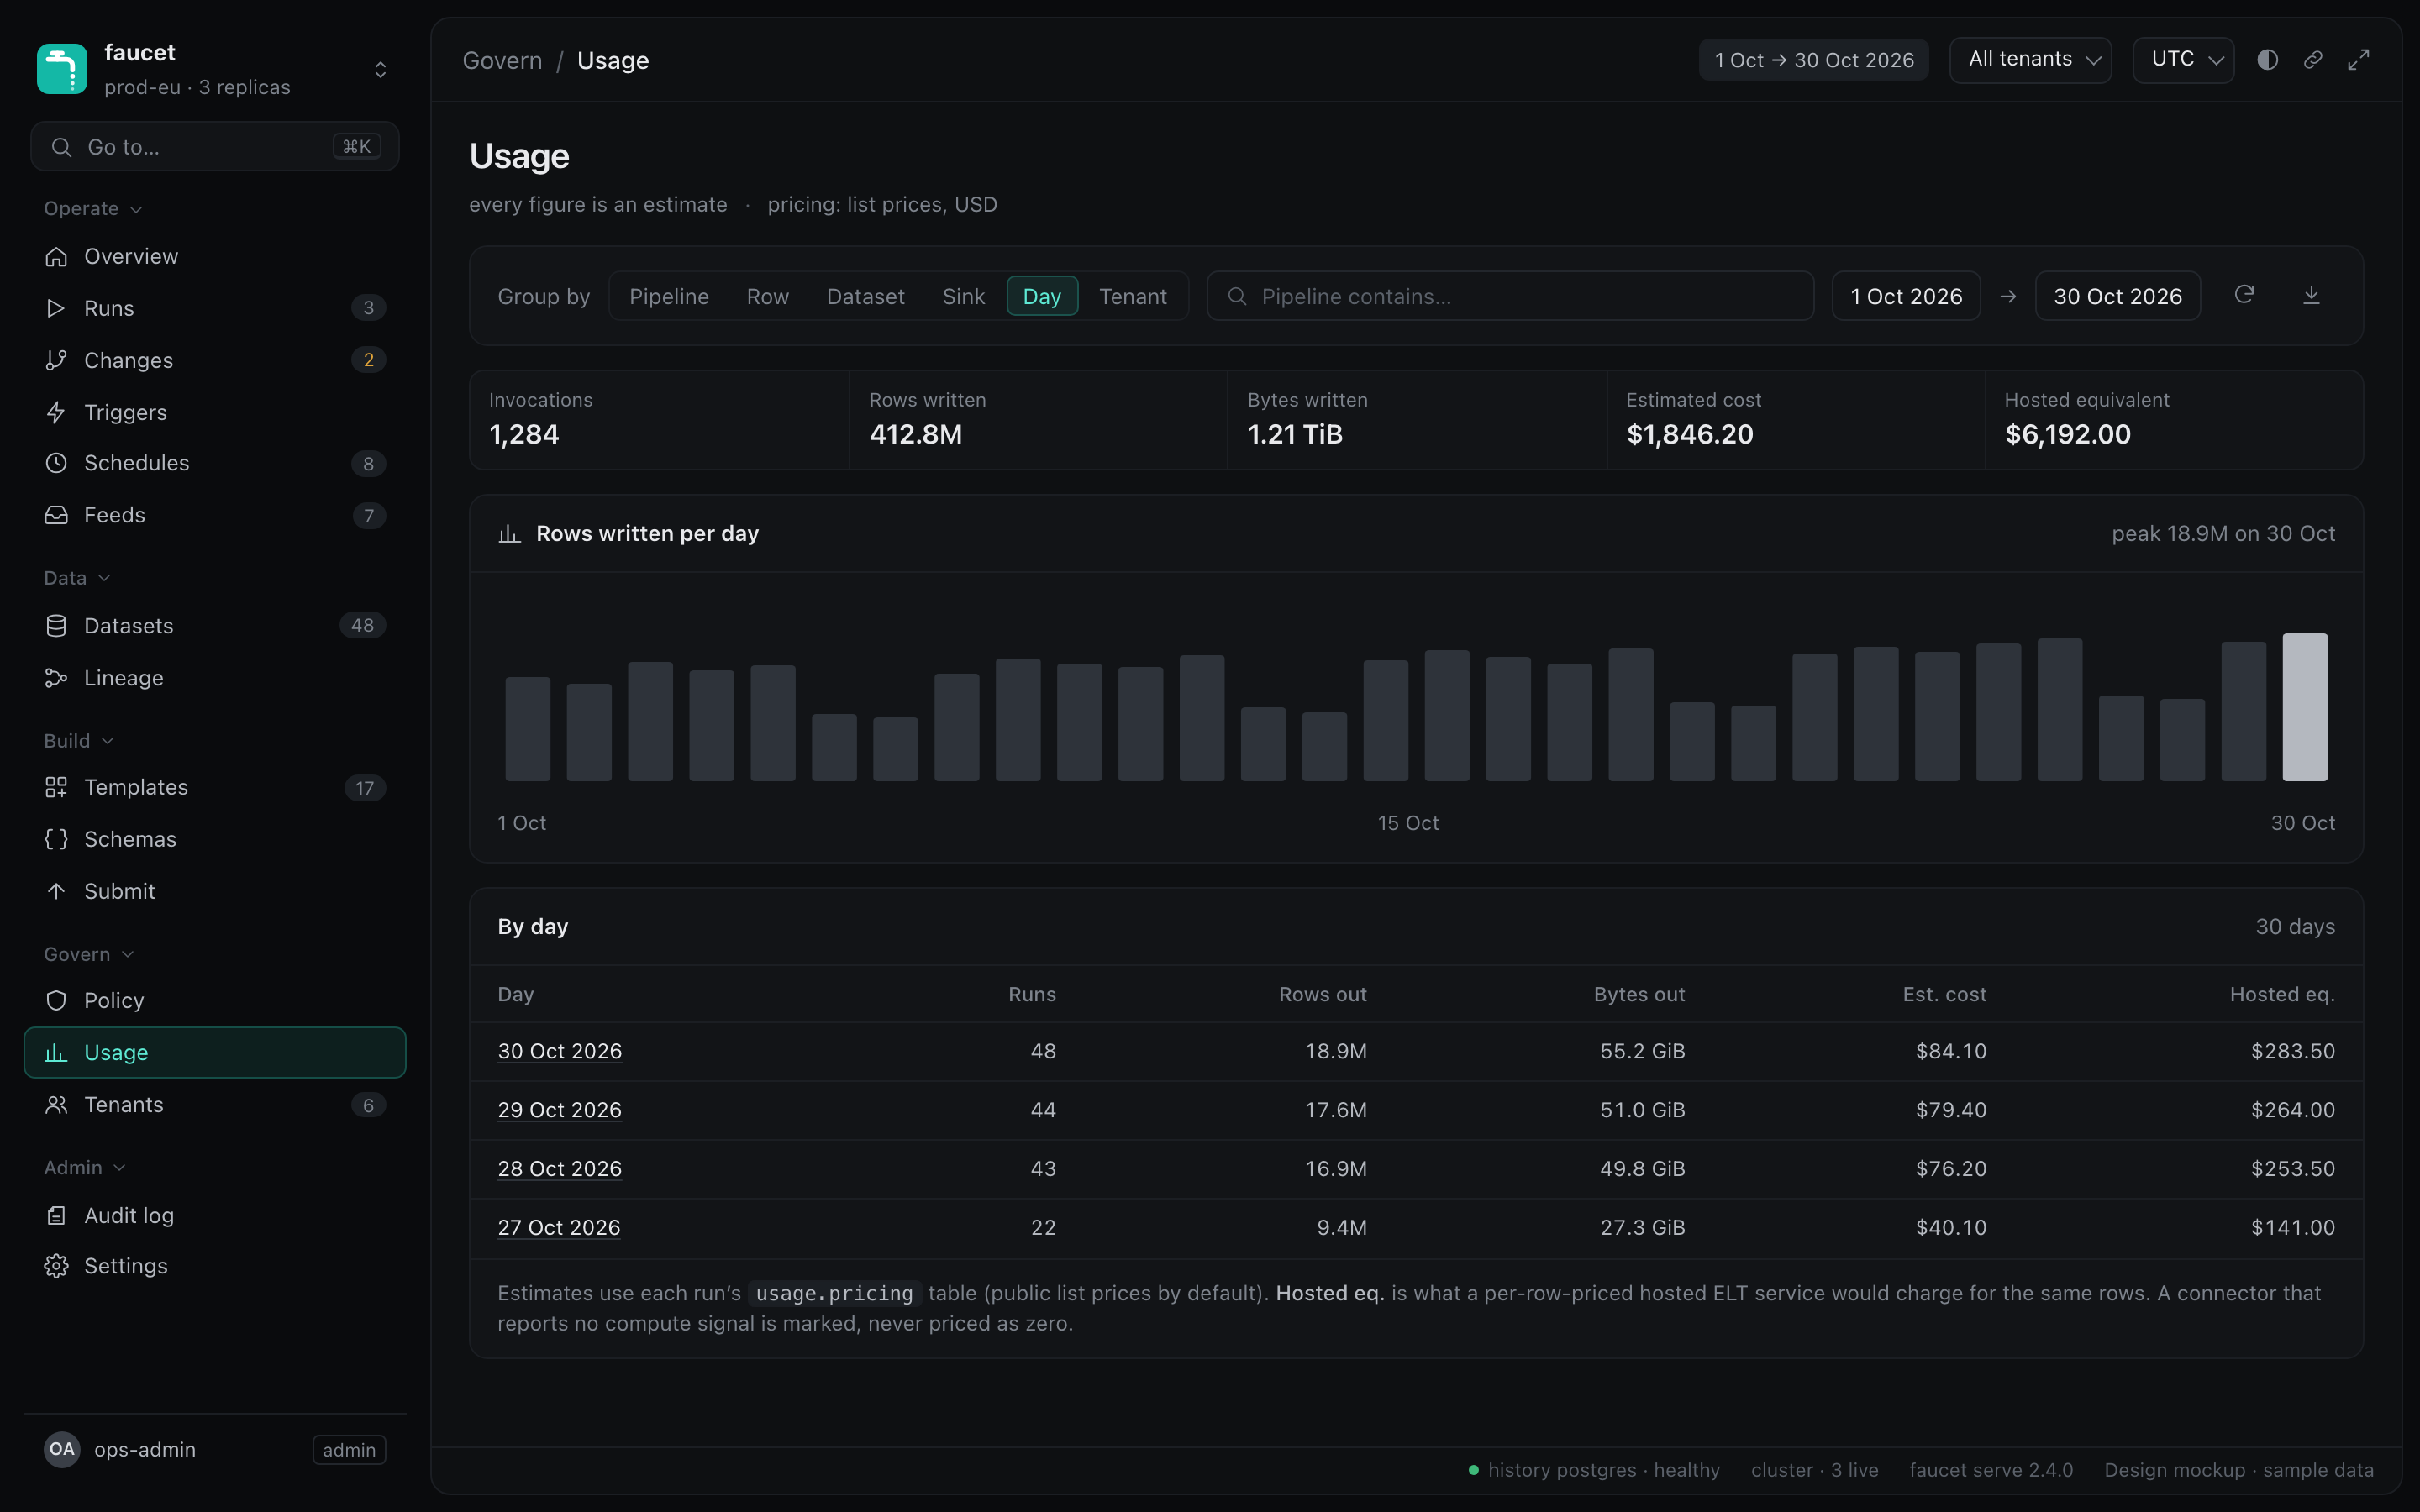 faucet
prod-eu · 3 replicas
Go to...
⌘K
Operate
Overview
Runs 3
Changes 2
Triggers
Schedules 8
Feeds 7
Data
Datasets 48
Lineage
Build
Templates 17
Schemas
Submit
Govern
Policy
Usage
Tenants 6
Admin
Audit log
Settings
OA ops-admin admin
Govern / Usage
1 Oct → 30 Oct 2026
All tenants
UTC
Usage
every figure is an estimate · pricing: list prices, USD
Group by Pipeline Row Dataset Sink Day Tenant
Pipeline contains...
1 Oct 2026 → 30 Oct 2026
Invocations
1,284
Rows written
412.8M
Bytes written
1.21 TiB
Estimated cost
$1,846.20
Hosted equivalent
$6,192.00
Rows written per day
peak 18.9M on 30 Oct
1 Oct 15 Oct 30 Oct
By day
30 days
Day Runs Rows out Bytes out Est. cost Hosted eq.
30 Oct 2026 48 18.9M 55.2 GiB $84.10 $283.50
29 Oct 2026 44 17.6M 51.0 GiB $79.40 $264.00
28 Oct 2026 43 16.9M 49.8 GiB $76.20 $253.50
27 Oct 2026 22 9.4M 27.3 GiB $40.10 $141.00
Estimates use each run’s usage.pricing table (public list prices by default). Hosted eq. is what a per-row-priced hosted ELT service would charge for the same rows. A connector that
reports no compute signal is marked, never priced as zero.
history postgres · healthy cluster · 3 live faucet serve 2.4.0 Design mockup · sample data